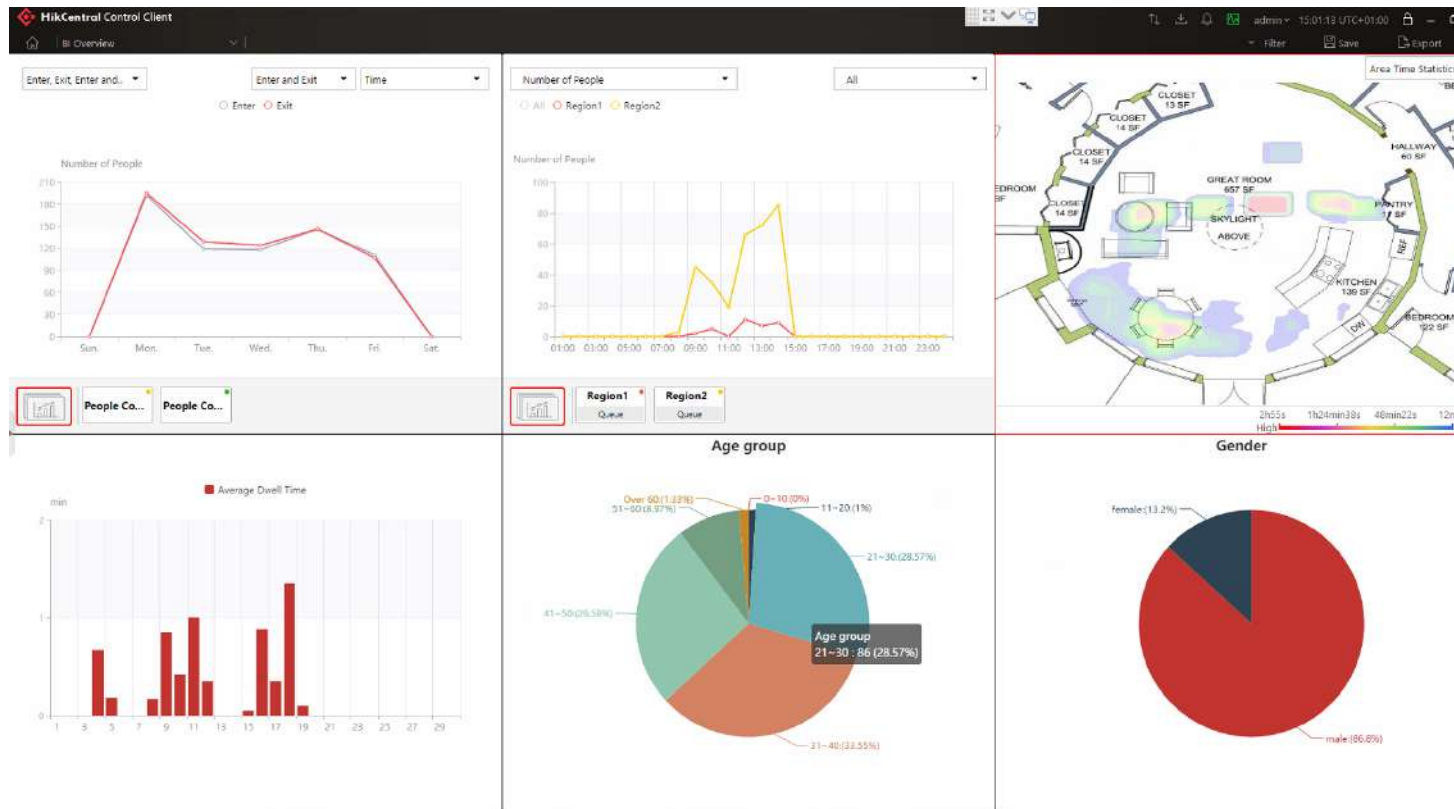 HikCentral Control Client
admin 15:01:13 UTC+01:00
BI Overview
Filter Save Export
Enter, Exit, Enter and.. Enter and Exit Time
Enter Exit
Number of People
210
180
150
120
90
60
30
0
Sun. Mon. Tue. Wed. Thu. Fri. Sat.
People Co... People Co...
Number of People All
All Region1 Region2
Number of People
100
80
60
40
20
0
01:00 03:00 05:00 07:00 09:00 11:00 13:00 15:00 17:00 19:00 21:00 23:00
Region1 Region2
Queue Queue
Area Time Statistics
CLOSET
13 SF
CLOSET
14 SF
CLOSET
14 SF
HALLWAY
60 SF
GREAT ROOM
657 SF
CLOSET
14 SF
PANTRY
SKYLIGHT
ABOVE
REF
KITCHEN
139 SF
DW
BEDROOM
122 SF
2h55s 1h24min38s 48min22s
High
Average Dwell Time
min
2
1
0
1 3 5 7 9 11 13 15 17 19 21 23 25 27 29
Age group
Over 60:(1.33%)
0~10:(0%)
51~60:(8.97%)
11~20:(1%)
21~30:(28.57%)
41~50:(26.58%)
Age group
21~30 : 86 (28.57%)
31~40:(33.55%)
Gender
female:(13.2%)
male:(86.8%)